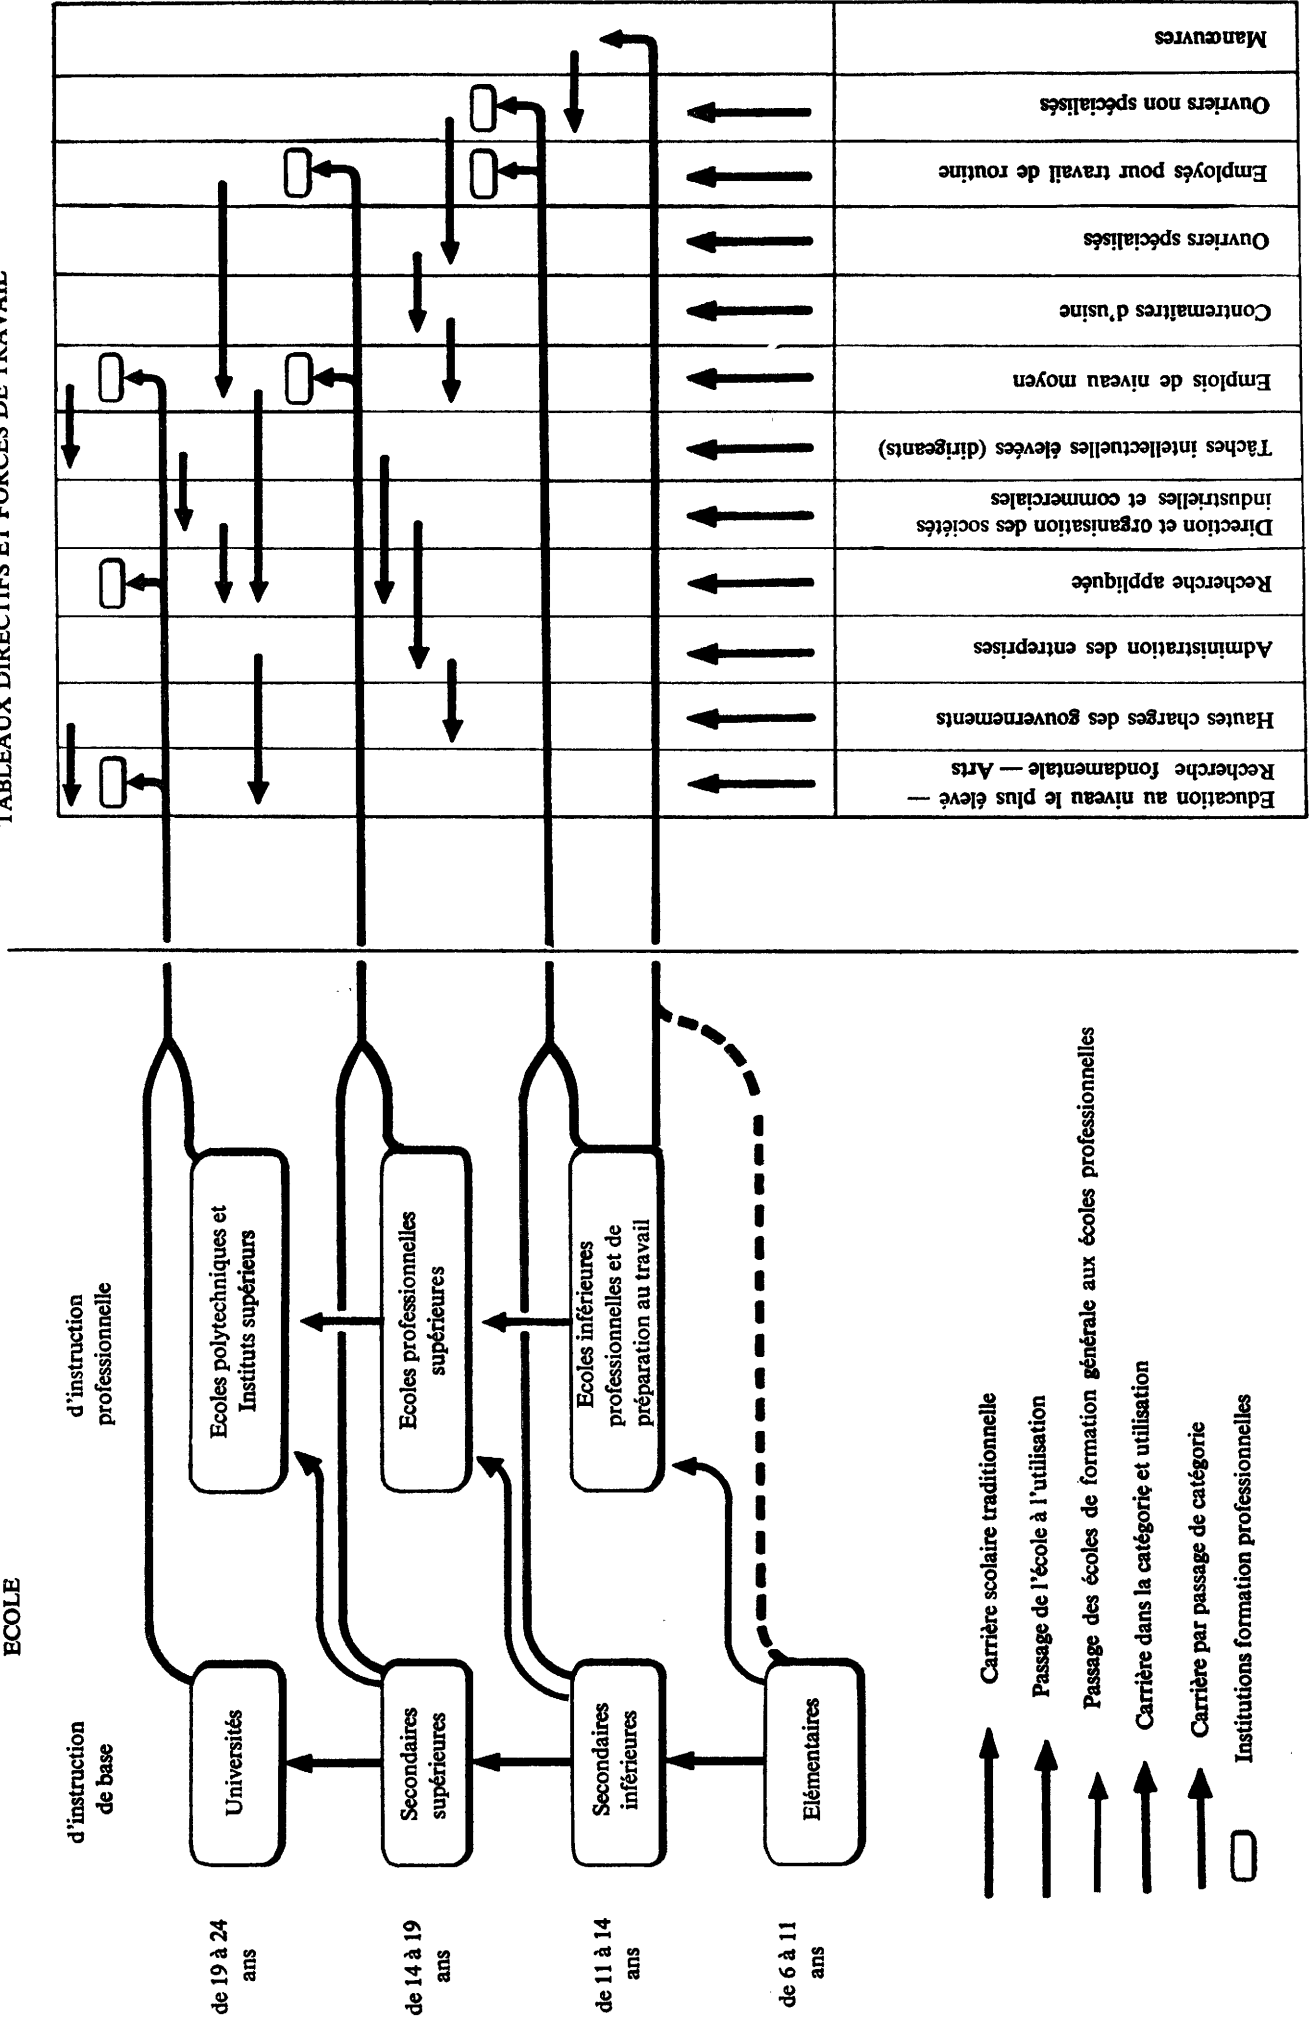 TABLEAUX DIRECTIFS ET FORCES DE TRAVAIL
ECOLE
d'instruction
de base
d'instruction
professionnelle
de 19 à 24
ans
Universités
Ecoles polytechniques et
Instituts supérieurs
de 14 à 19
ans
Secondaires
supérieures
Ecoles professionnelles
supérieures
de 11 à 14
ans
Secondaires
inférieures
Ecoles inférieures
professionnelles et de
préparation au travail
de 6 à 11
ans
Elémentaires
Education au niveau le plus élevé —
Recherche fondamentale — Arts
Hautes charges des gouvernements
Administration des entreprises
Recherche appliquée
Direction et organisation des sociétés
industrielles et commerciales
Tâches intellectuelles élevées (dirigeants)
Emplois de niveau moyen
Contremaîtres d'usine
Ouvriers spécialisés
Employés pour travail de routine
Ouvriers non spécialisés
Manœuvres
Carrière scolaire traditionnelle
Passage de l'école à l'utilisation
Passage des écoles de formation générale aux écoles professionnelles
Carrière dans la catégorie et utilisation
Carrière par passage de catégorie
Institutions formation professionnelles